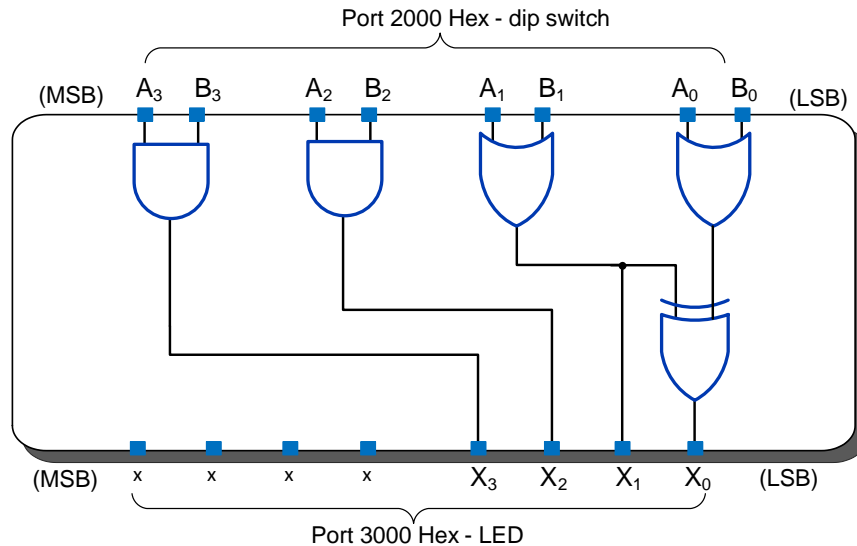 Port 2000 Hex - dip switch
(MSB) A₃ B₃ A₂ B₂ A₁ B₁ A₀ B₀ (LSB)
(MSB) x x x x X₃ X₂ X₁ X₀ (LSB)
Port 3000 Hex - LED